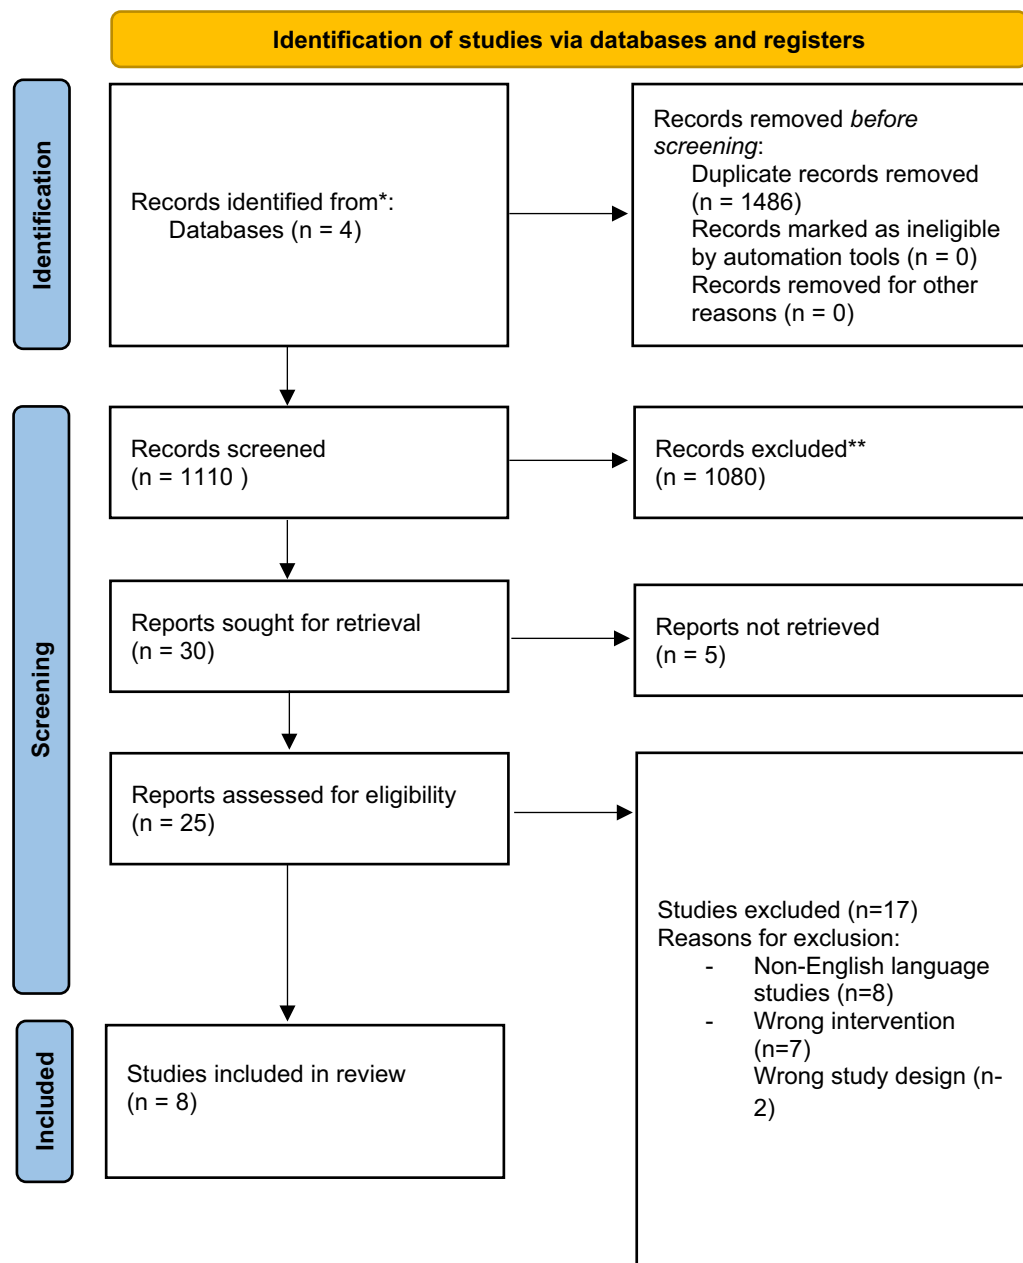 Identification of studies via databases and registers
Identification
Records identified from*:
Databases (n = 4)
Records removed before
screening:
Duplicate records removed
(n = 1486)
Records marked as ineligible
by automation tools (n = 0)
Records removed for other
reasons (n = 0)
Screening
Records screened
(n = 1110 )
Records excluded**
(n = 1080)
Reports sought for retrieval
(n = 30)
Reports not retrieved
(n = 5)
Reports assessed for eligibility
(n = 25)
Studies excluded (n=17)
Reasons for exclusion:
- Non-English language
studies (n=8)
- Wrong intervention
(n=7)
Wrong study design (n-
2)
Included
Studies included in review
(n = 8)